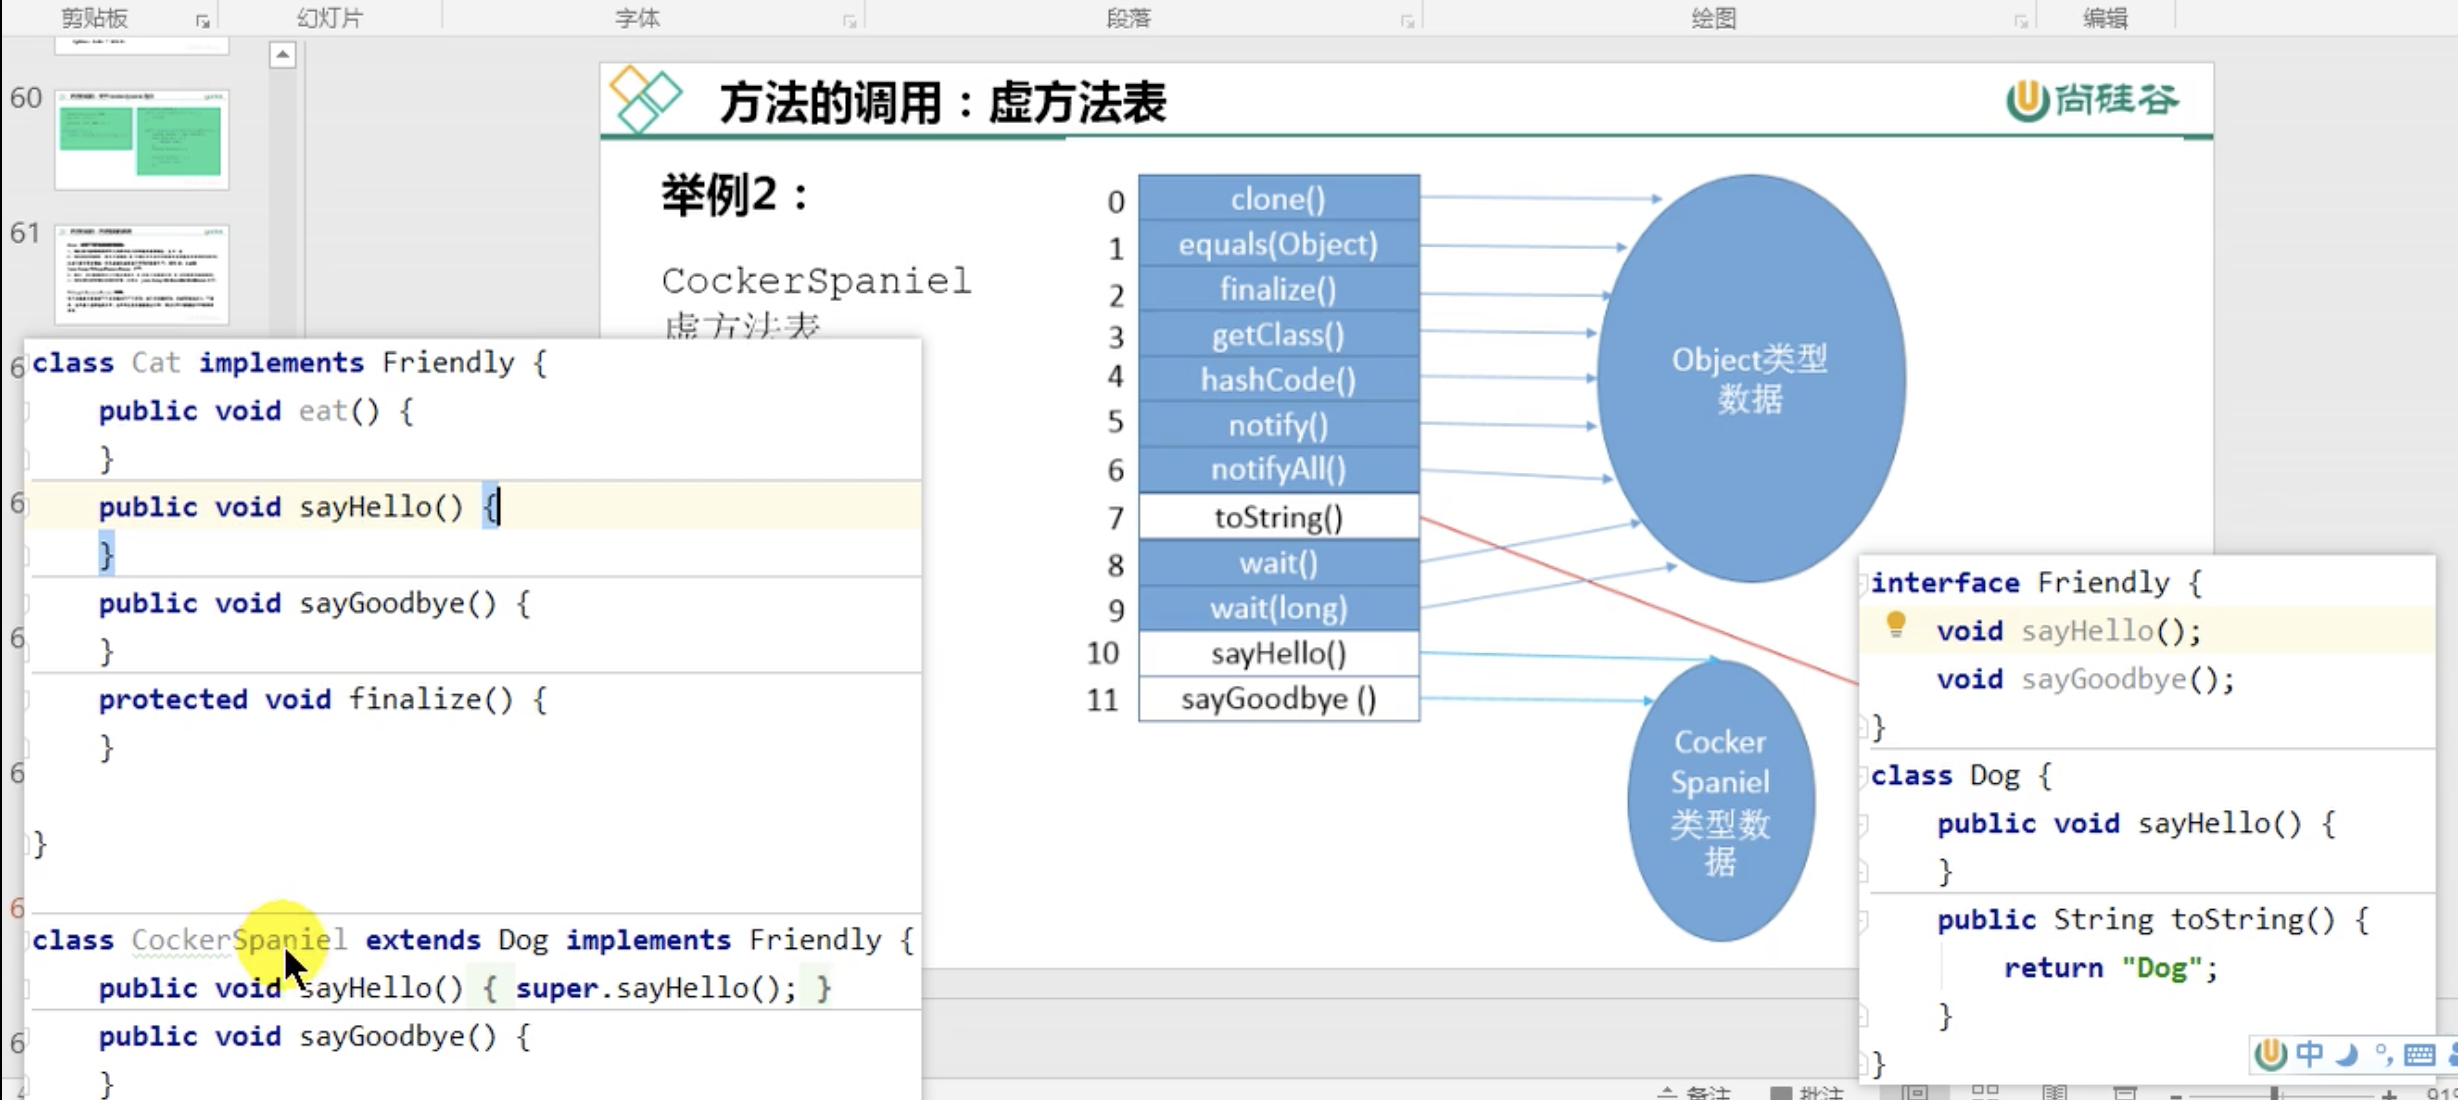 剪贴板
幻灯片
字体
段落
绘图
编辑
60
61
方法的调用：虚方法表
尚硅谷
举例2：
CockerSpaniel
虚方法表
0 clone()
1 equals(Object)
2 finalize()
3 getClass()
4 hashCode()
5 notify()
6 notifyAll()
7 toString()
8 wait()
9 wait(long)
10 sayHello()
11 sayGoodbye ()
Object类型
数据
Cocker
Spaniel
类型数
据
class Cat implements Friendly {
public void eat() {
}
public void sayHello() {
}
public void sayGoodbye() {
}
protected void finalize() {
}
}
class CockerSpaniel extends Dog implements Friendly {
public void sayHello() { super.sayHello(); }
public void sayGoodbye() {
}
interface Friendly {
void sayHello();
void sayGoodbye();
}
class Dog {
public void sayHello() {
}
public String toString() {
return "Dog";
}
}
中
备注
批注